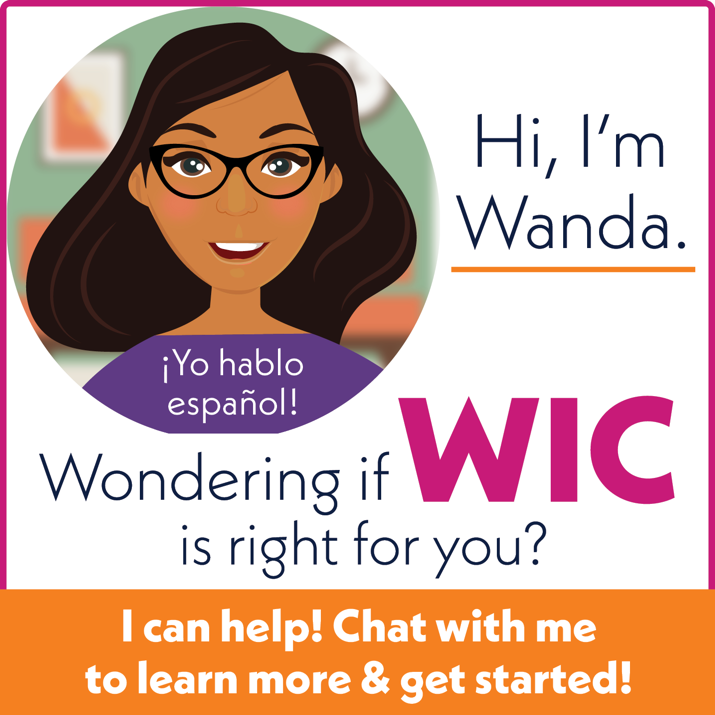 Hi, I'm
Wanda.
¡Yo hablo
español!
Wondering if WIC
is right for you?
I can help! Chat with me
to learn more & get started!